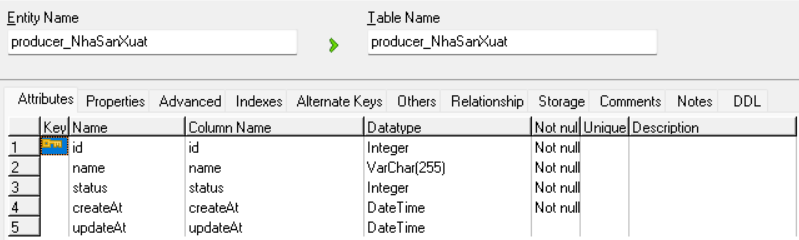 Entity Name Table Name
producer_NhaSanXuat producer_NhaSanXuat
Attributes Properties Advanced Indexes Alternate Keys Others Relationship Storage Comments Notes DDL
Key Name Column Name Datatype Not nul Unique Description
1 id id Integer Not null
2 name name VarChar(255) Not null
3 status status Integer Not null
4 createAt createAt DateTime Not null
5 updateAt updateAt DateTime